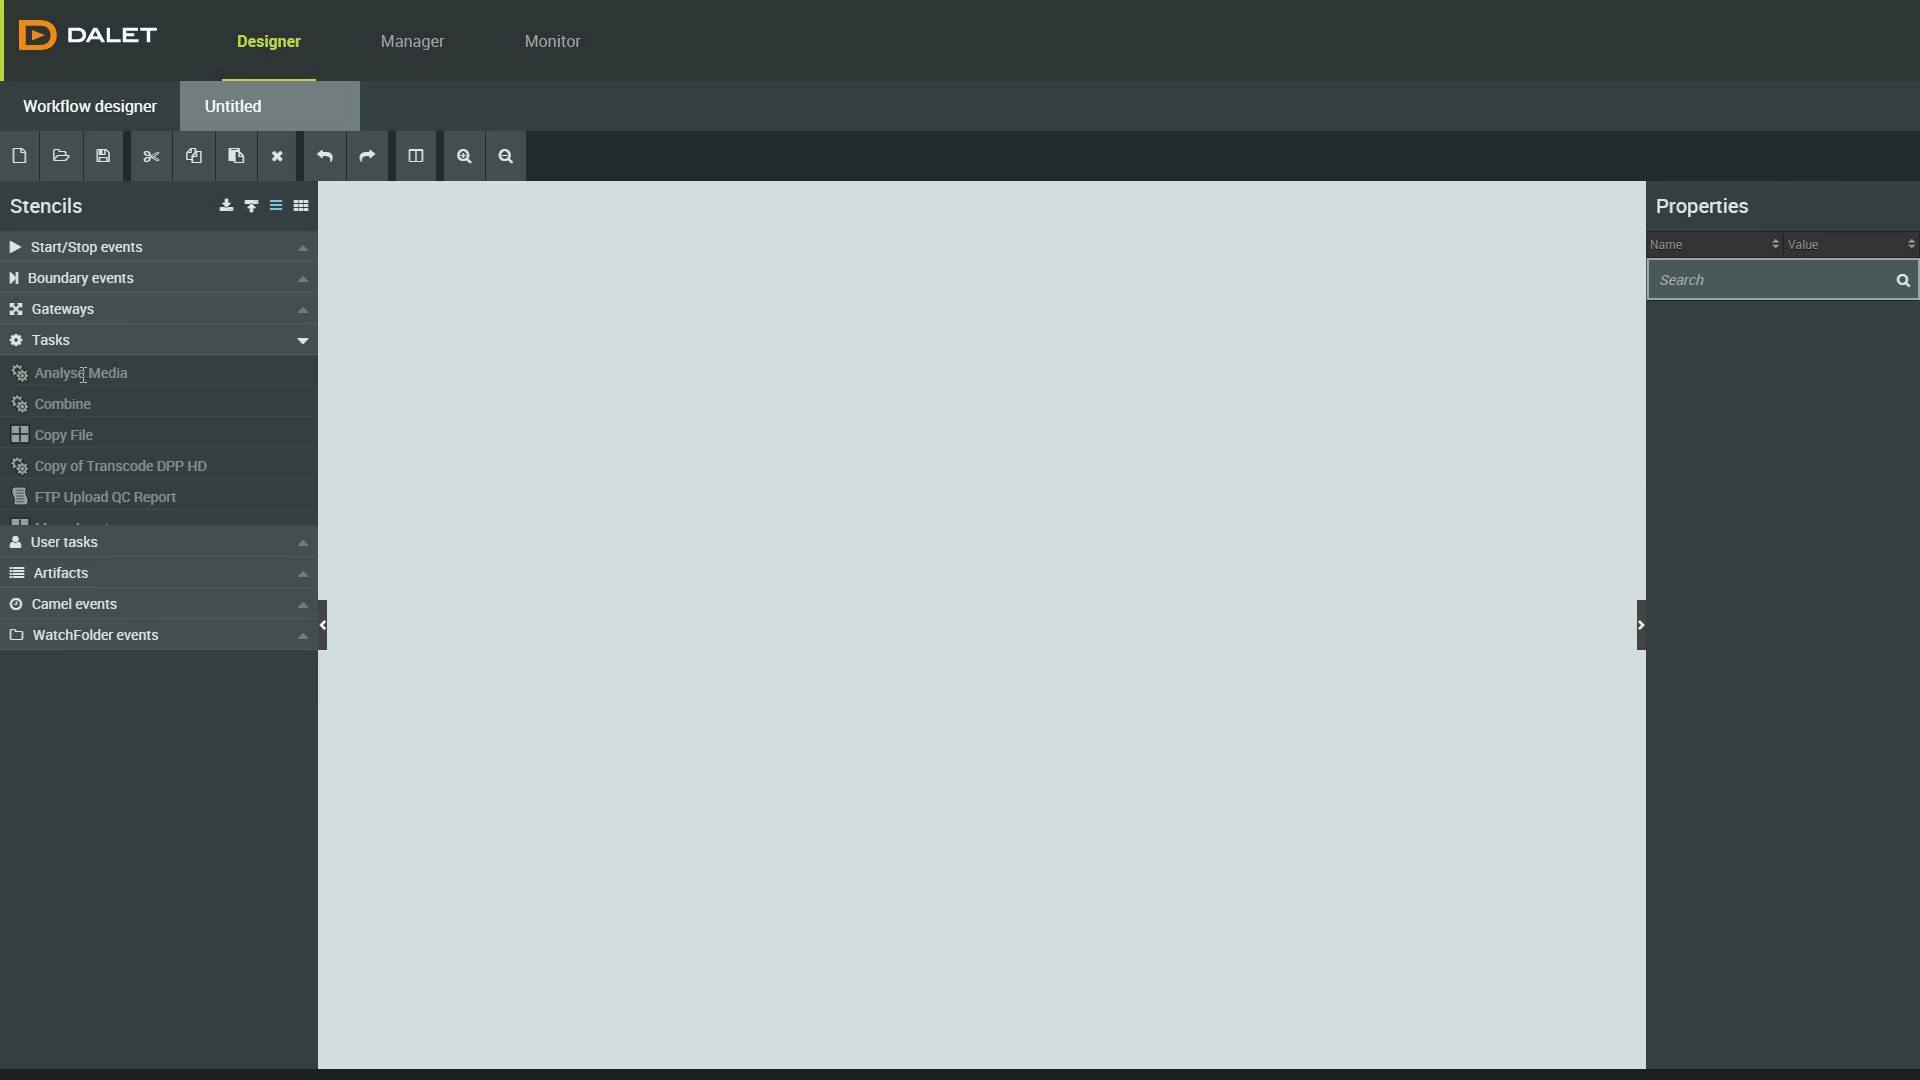 DALET
Designer
Manager
Monitor
Workflow designer
Untitled
Stencils
Start/Stop events
Boundary events
Gateways
Tasks
Analyse Media
Combine
Copy File
Copy of Transcode DPP HD
FTP Upload QC Report
User tasks
Artifacts
Camel events
WatchFolder events
Properties
Name
Value
Search